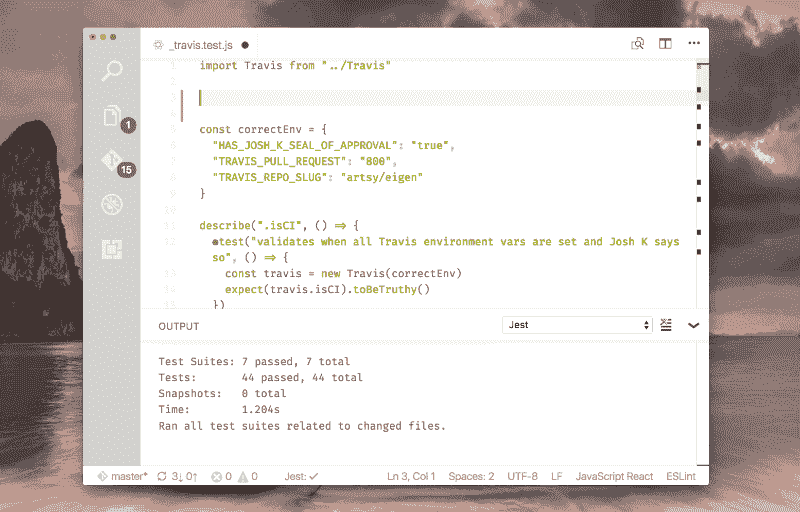 _travis.test.js
1
import Travis from "../Travis"
2
3
4
5
const correctEnv = {
6
"HAS_JOSH_K_SEAL_OF_APPROVAL": "true",
7
"TRAVIS_PULL_REQUEST": "800",
8
"TRAVIS_REPO_SLUG": "artsy/eigen"
9
}
10
11
describe(".isCI", () => {
12
test("validates when all Travis environment vars are set and Josh K says
so", () => {
13
const travis = new Travis(correctEnv)
14
expect(travis.isCI).toBeTruthy()
15
})
1
15
OUTPUT
Jest
Test Suites: 7 passed, 7 total
Tests: 44 passed, 44 total
Snapshots: 0 total
Time: 1.204s
Ran all test suites related to changed files.
master* 3↓ 0↑ 0 0 Jest: ✓ Ln 3, Col 1 Spaces: 2 UTF-8 LF JavaScript React ESLint